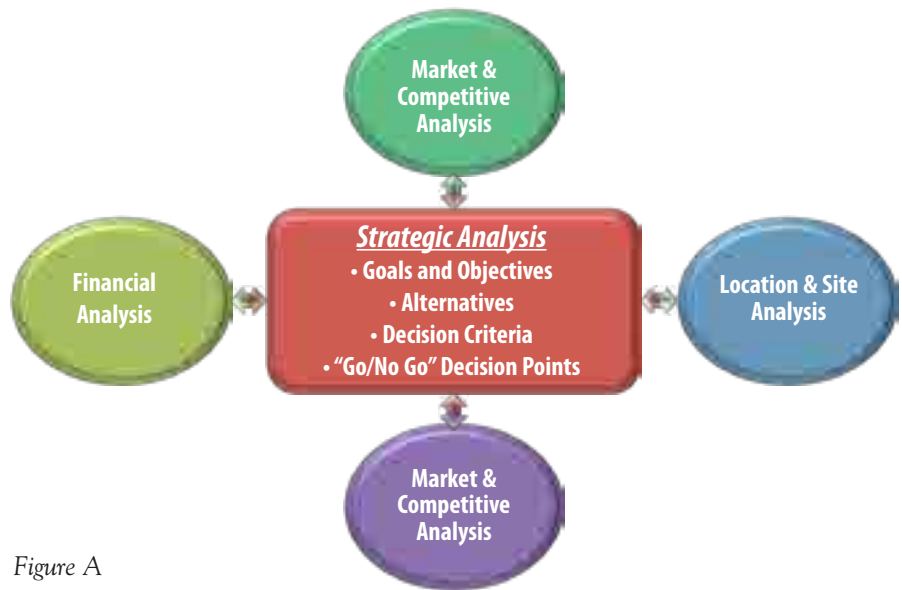 Market &
Competitive
Analysis
Strategic Analysis
• Goals and Objectives
• Alternatives
• Decision Criteria
• “Go/No Go” Decision Points
Financial
Analysis
Location & Site
Analysis
Market &
Competitive
Analysis
Figure A